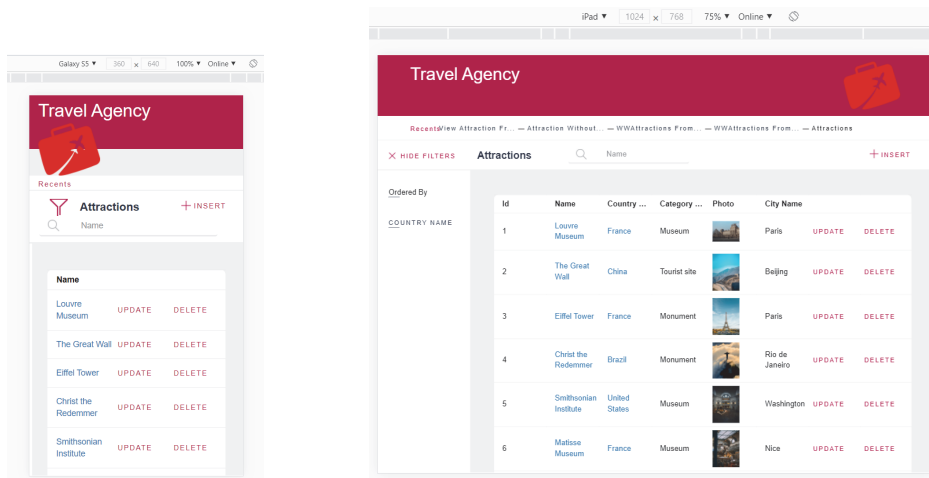 Galaxy S5 ▼ 360 x 640 100% ▼ Online ▼
Travel Agency
Recents
Attractions
INSERT
Name
Name
Louvre
Museum
UPDATE DELETE
The Great Wall UPDATE DELETE
Eiffel Tower UPDATE DELETE
Christ the
Redemmer
UPDATE DELETE
Smithsonian
Institute
UPDATE DELETE
iPad ▼ 1024 x 768 75% ▼ Online ▼
Travel Agency
Recents View Attraction Fr... — Attraction Without... — WWAttractions From... — WWAttractions From... — Attractions
HIDE FILTERS Attractions Name INSERT
Ordered By
COUNTRY NAME
Id Name Country ... Category ... Photo City Name
1 Louvre
Museum France Museum Paris UPDATE DELETE
2 The Great
Wall China Tourist site Beijing UPDATE DELETE
3 Eiffel Tower France Monument Paris UPDATE DELETE
4 Christ the
Redemmer Brazil Monument Rio de
Janeiro UPDATE DELETE
5 Smithsonian
Institute United
States Museum Washington UPDATE DELETE
6 Matisse
Museum France Museum Nice UPDATE DELETE